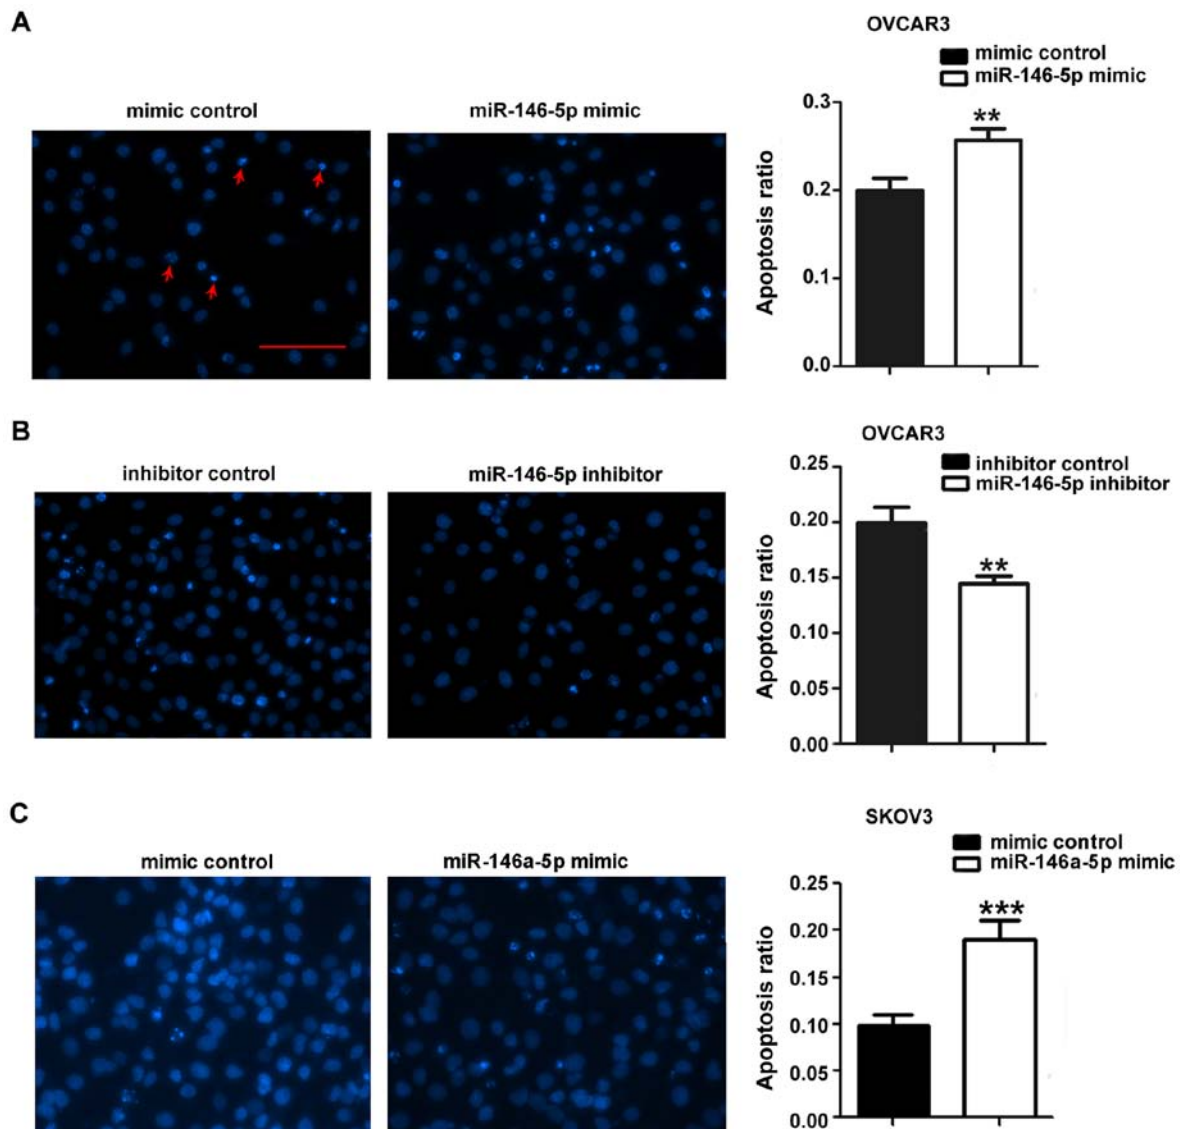 A
OVCAR3
mimic control
miR-146-5p mimic
mimic control
miR-146-5p mimic
Apoptosis ratio
0.3
0.2
0.1
0.0
**
B
OVCAR3
inhibitor control
miR-146-5p inhibitor
inhibitor control
miR-146-5p inhibitor
Apoptosis ratio
0.25
0.20
0.15
0.10
0.05
0.00
**
C
SKOV3
mimic control
miR-146a-5p mimic
mimic control
miR-146a-5p mimic
Apoptosis ratio
0.25
0.20
0.15
0.10
0.05
0.00
***